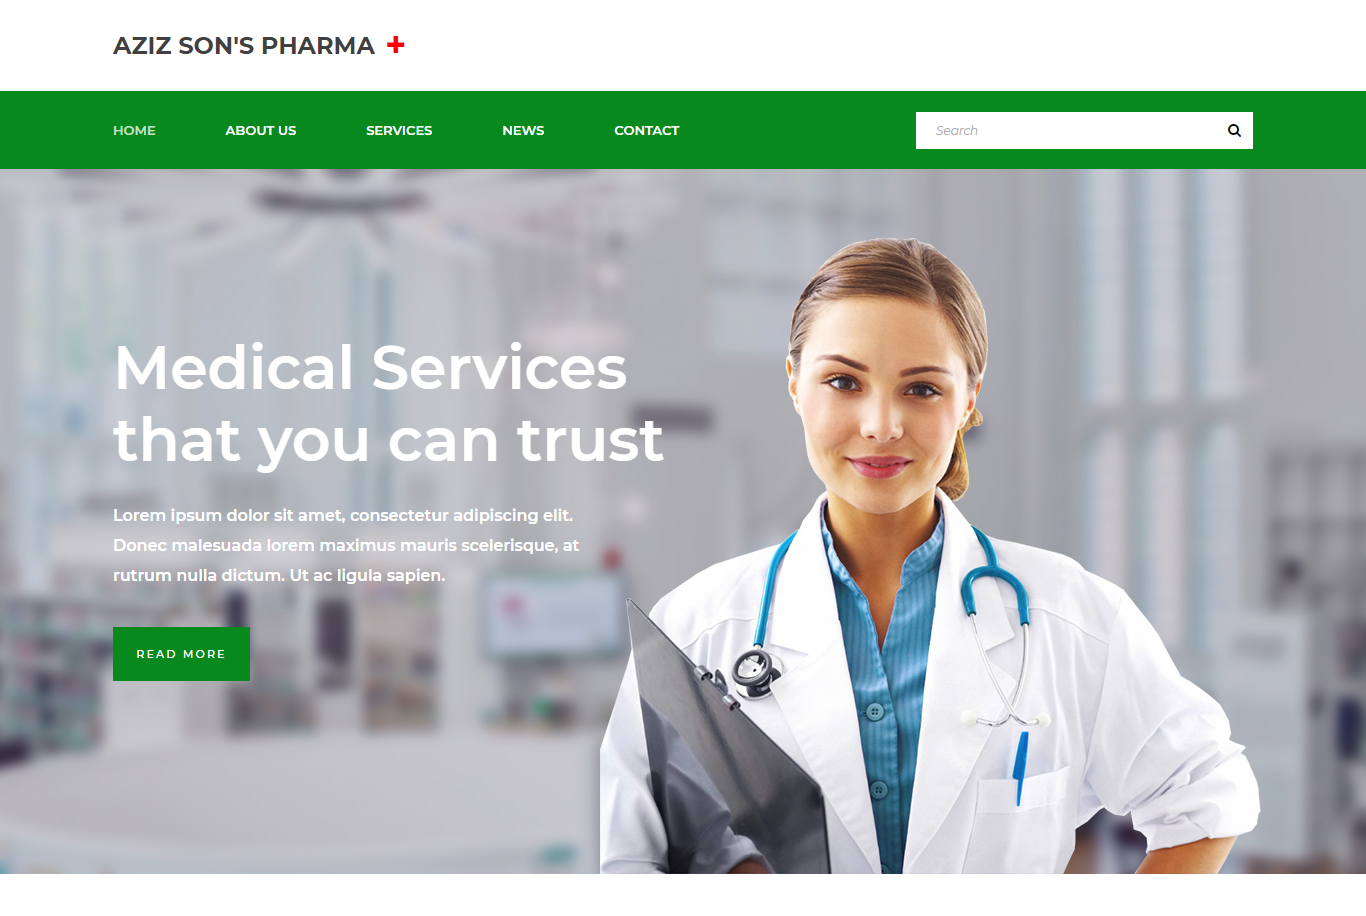 AZIZ SON'S PHARMA
HOME
ABOUT US
SERVICES
NEWS
CONTACT
Search
Medical Services
that you can trust
Lorem ipsum dolor sit amet, consectetur adipiscing elit.
Donec malesuada lorem maximus mauris scelerisque, at
rutrum nulla dictum. Ut ac ligula sapien.
READ MORE